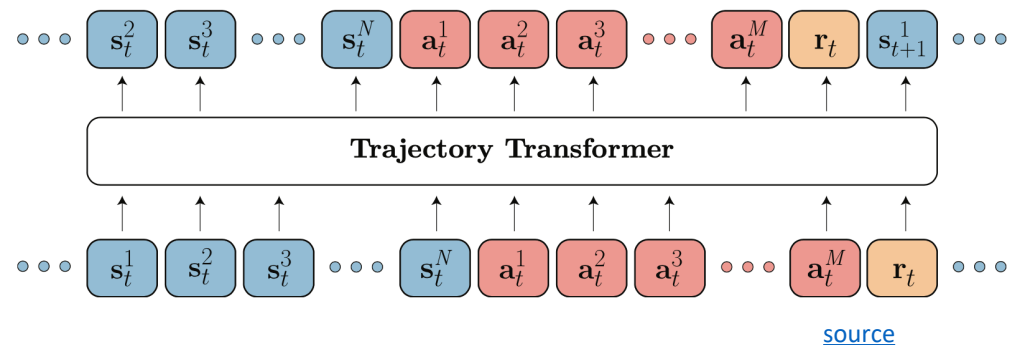 s_t^2 s_t^3 s_t^N a_t^1 a_t^2 a_t^3 a_t^M r_t s_{t+1}^1
Trajectory Transformer
s_t^1 s_t^2 s_t^3 s_t^N a_t^1 a_t^2 a_t^3 a_t^M r_t
source